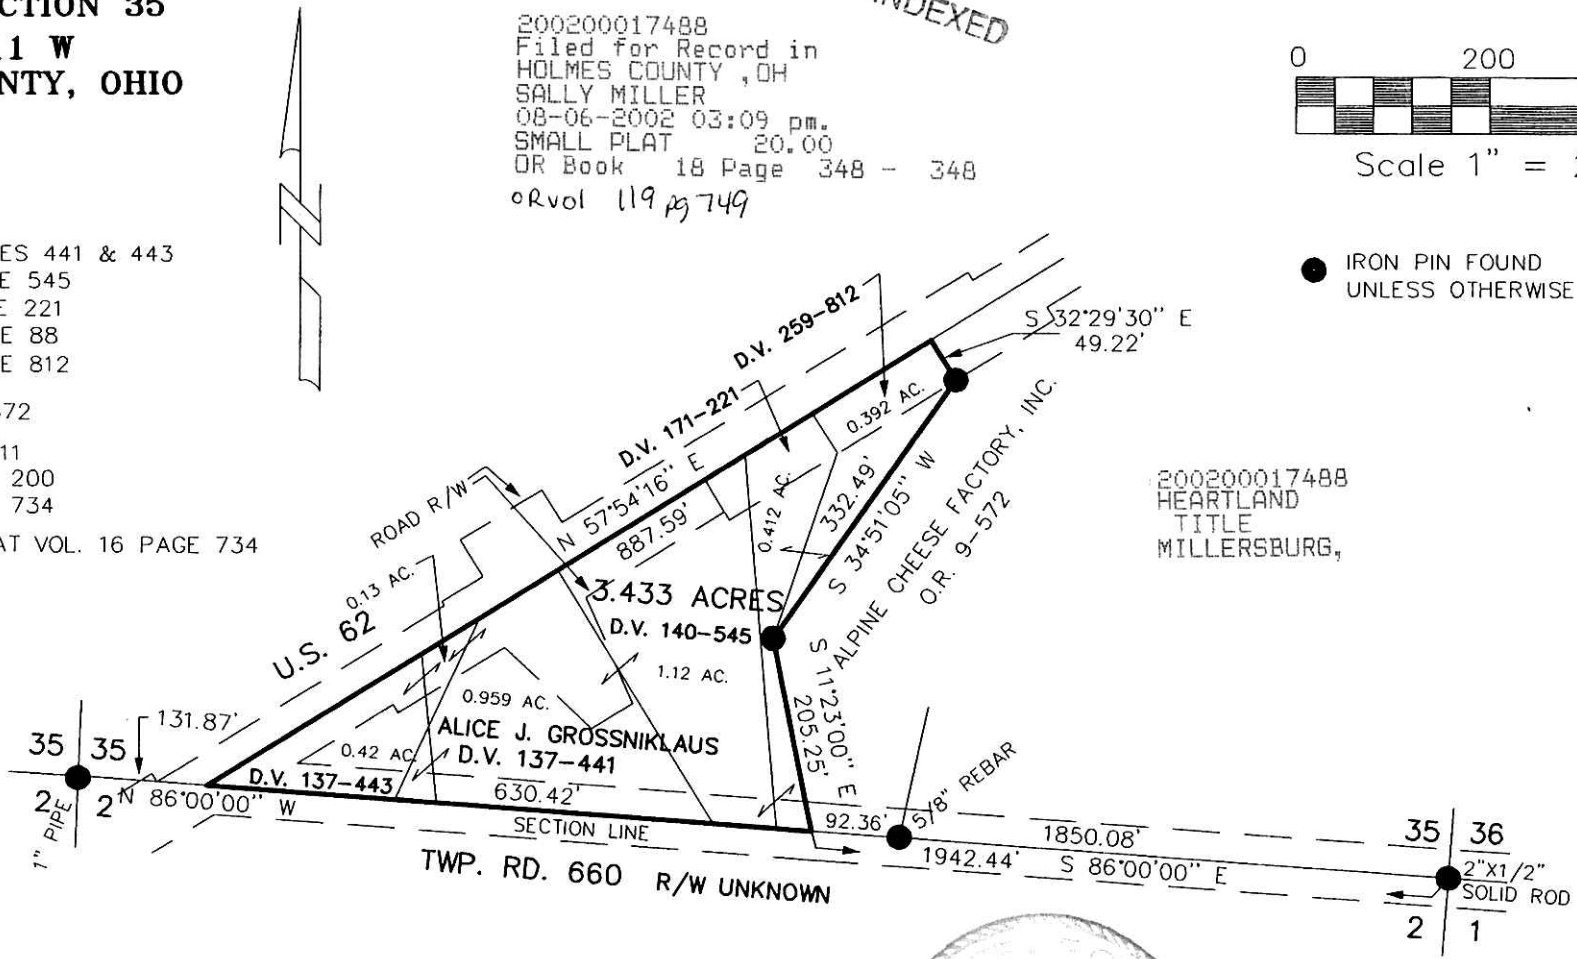 CTION 35
11 W
NTY, OHIO
200200017488
Filed for Record in
HOLMES COUNTY ,OH
SALLY MILLER
08-06-2002 03:09 pm.
SMALL PLAT 20.00
OR Book 18 Page 348 - 348
ORvol 119 pg 749
INDEXED
0 200
Scale 1" =
IRON PIN FOUND
UNLESS OTHERWISE
ES 441 & 443
E 545
E 221
E 88
E 812
572
11
200
734
AT VOL. 16 PAGE 734
200200017488
HEARTLAND
TITLE
MILLERSBURG,
D.V. 259-812
D.V. 171-221
S 32°29'30" E
49.22'
0.392 AC.
ROAD R/W
N 57°54'16" E
887.59'
0.412 AC.
332.49'
S 34°51'05" W
ALPINE CHEESE FACTORY, INC.
O.R. 9-572
0.13 AC.
U.S. 62
3.433 ACRES
D.V. 140-545
1.12 AC.
S 11°23'00" E
205.25'
0.959 AC.
ALICE J. GROSSNIKLAUS
D.V. 137-441
0.42 AC.
D.V. 137-443
131.87'
35 35
2 2
1" PIPE
N 86°00'00" W
630.42'
SECTION LINE
92.36'
5/8" REBAR
1850.08'
1942.44'
S 86°00'00" E
TWP. RD. 660 R/W UNKNOWN
35 36
2"X1/2"
SOLID ROD
2 1